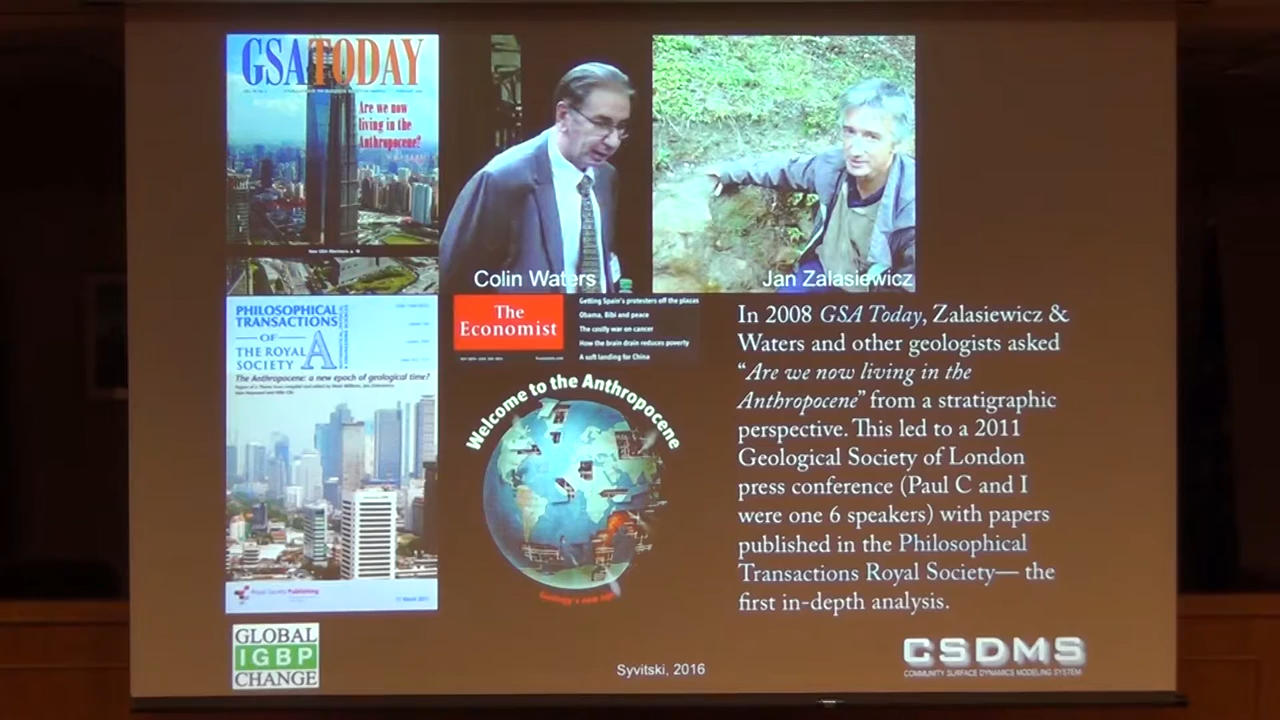 GSA TODAY
Are we now
living in the
Anthropocene?
PHILOSOPHICAL
TRANSACTIONS
OF
THE ROYAL
SOCIETY A
The Anthropocene: a new epoch of geological time?
Royal Society Publishing
Colin Waters
Jan Zalasiewicz
The
Economist
Getting Spain's protesters off the plazas
Obama, Bibi and peace
The costly war on cancer
How the brain drain reduces poverty
A soft landing for China
Welcome to the Anthropocene
In 2008 GSA Today, Zalasiewicz &
Waters and other geologists asked
“Are we now living in the
Anthropocene” from a stratigraphic
perspective. This led to a 2011
Geological Society of London
press conference (Paul C and I
were one 6 speakers) with papers
published in the Philosophical
Transactions Royal Society— the
first in-depth analysis.
GLOBAL
IGBP
CHANGE
Syvitski, 2016
CSDMS
COMMUNITY SURFACE DYNAMICS MODELING SYSTEM